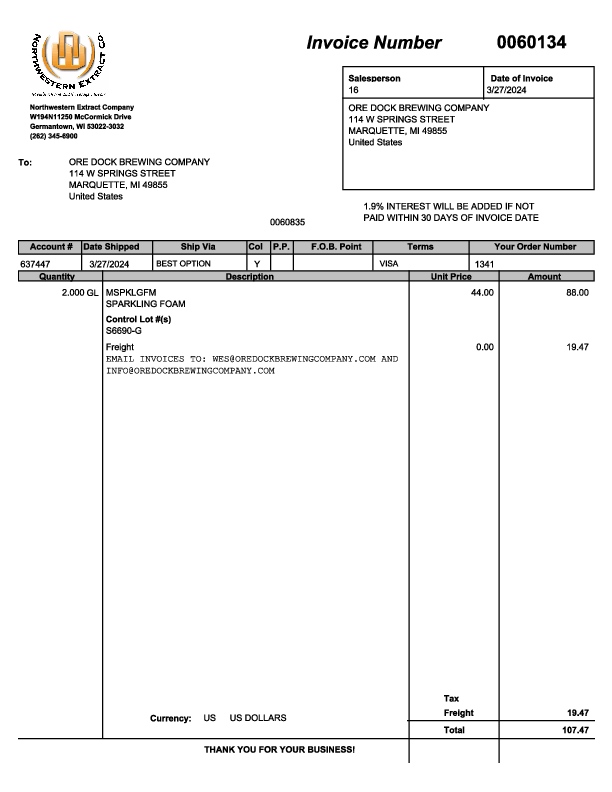 NORTHWESTERN EXTRACT CO.
Invoice Number 0060134
Salesperson Date of Invoice
16 3/27/2024
Northwestern Extract Company
W194N11250 McCormick Drive
Germantown, WI 53022-3032
(262) 345-6900
ORE DOCK BREWING COMPANY
114 W SPRINGS STREET
MARQUETTE, MI 49855
United States
To: ORE DOCK BREWING COMPANY
114 W SPRINGS STREET
MARQUETTE, MI 49855
United States
1.9% INTEREST WILL BE ADDED IF NOT
PAID WITHIN 30 DAYS OF INVOICE DATE
0060835
Account # Date Shipped Ship Via Col P.P. F.O.B. Point Terms Your Order Number
637447 3/27/2024 BEST OPTION Y VISA 1341
Quantity Description Unit Price Amount
2.000 GL MSPKLGFM 44.00 88.00
SPARKLING FOAM
Control Lot #(s)
S6690-G
Freight 0.00 19.47
EMAIL INVOICES TO: WES@OREDOCKBREWINGCOMPANY.COM AND
INFO@OREDOCKBREWINGCOMPANY.COM
Tax
Freight 19.47
Currency: US US DOLLARS
Total 107.47
THANK YOU FOR YOUR BUSINESS!